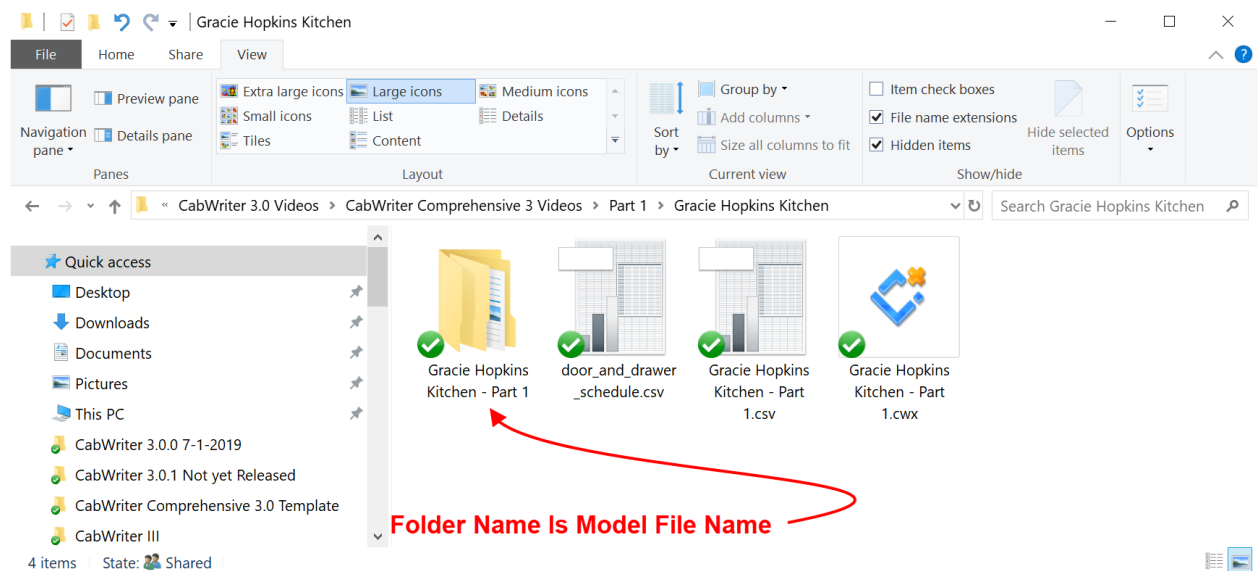 Gracie Hopkins Kitchen
File Home Share View
Navigation pane
Preview pane
Details pane
Panes
Extra large icons Large icons Medium icons
Small icons List Details
Tiles Content
Layout
Sort by
Group by
Add columns
Size all columns to fit
Current view
Item check boxes
File name extensions
Hidden items
Hide selected items
Show/hide
Options
« CabWriter 3.0 Videos > CabWriter Comprehensive 3 Videos > Part 1 > Gracie Hopkins Kitchen
Search Gracie Hopkins Kitchen
Quick access
Desktop
Downloads
Documents
Pictures
This PC
CabWriter 3.0.0 7-1-2019
CabWriter 3.0.1 Not yet Released
CabWriter Comprehensive 3.0 Template
CabWriter III
Gracie Hopkins
Kitchen - Part 1
door_and_drawer
_schedule.csv
Gracie Hopkins
Kitchen - Part
1.csv
Gracie Hopkins
Kitchen - Part
1.cwx
Folder Name Is Model File Name
4 items State: Shared